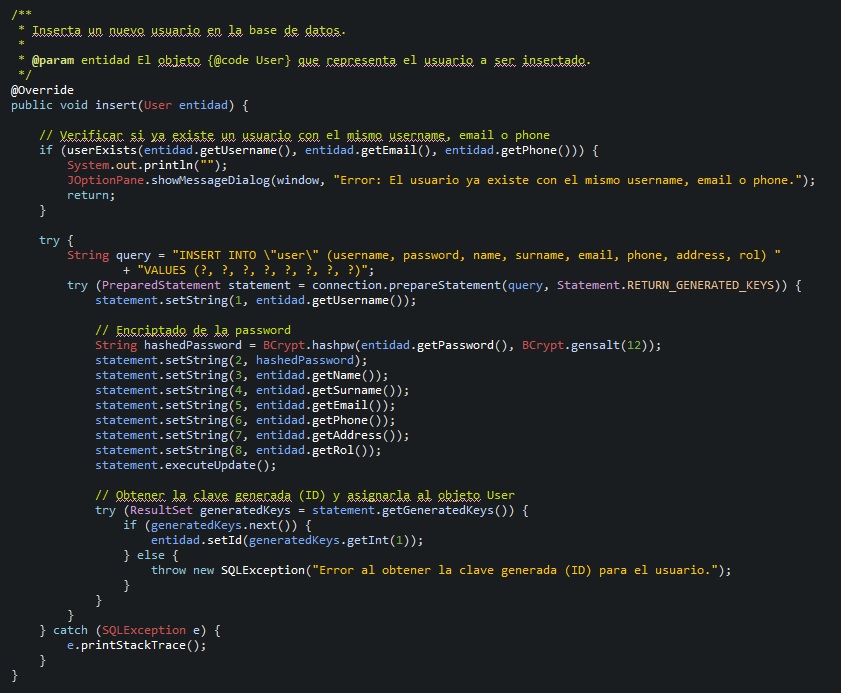 /**
 * Inserta un nuevo usuario en la base de datos.
 *
 * @param entidad El objeto {@code User} que representa el usuario a ser insertado.
 */
@Override
public void insert(User entidad) {

    // Verificar si ya existe un usuario con el mismo username, email o phone
    if (userExists(entidad.getUsername(), entidad.getEmail(), entidad.getPhone())) {
        System.out.println("");
        JOptionPane.showMessageDialog(window, "Error: El usuario ya existe con el mismo username, email o phone.");
        return;
    }

    try {
        String query = "INSERT INTO \"user\" (username, password, name, surname, email, phone, address, rol) "
                + "VALUES (?, ?, ?, ?, ?, ?, ?, ?)";
        try (PreparedStatement statement = connection.prepareStatement(query, Statement.RETURN_GENERATED_KEYS)) {
            statement.setString(1, entidad.getUsername());

            // Encriptado de la password
            String hashedPassword = BCrypt.hashpw(entidad.getPassword(), BCrypt.gensalt(12));
            statement.setString(2, hashedPassword);
            statement.setString(3, entidad.getName());
            statement.setString(4, entidad.getSurname());
            statement.setString(5, entidad.getEmail());
            statement.setString(6, entidad.getPhone());
            statement.setString(7, entidad.getAddress());
            statement.setString(8, entidad.getRol());
            statement.executeUpdate();

            // Obtener la clave generada (ID) y asignarla al objeto User
            try (ResultSet generatedKeys = statement.getGeneratedKeys()) {
                if (generatedKeys.next()) {
                    entidad.setId(generatedKeys.getInt(1));
                } else {
                    throw new SQLException("Error al obtener la clave generada (ID) para el usuario.");
                }
            }
        }
    } catch (SQLException e) {
        e.printStackTrace();
    }
}